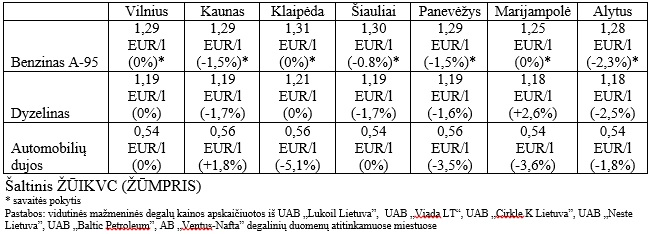 Vilnius Kaunas Klaipėda Šiauliai Panevėžys Marijampolė Alytus
1,29 1,29 1,31 1,30 1,29 1,25 1,28
EUR/l EUR/l EUR/l EUR/l EUR/l EUR/l EUR/l
Benzinas A-95 (0%)* (-1,5%)* (0%)* (-0.8%)* (-1,5%)* (0%)* (-2,3%)*
1,19 1,19 1,21 1,19 1,19 1,18 1,18
EUR/l EUR/l EUR/l EUR/l EUR/l EUR/l EUR/l
Dyzelinas (0%) (-1,7%) (0%) (-1,7%) (-1,6%) (+2,6%) (-2,5%)
0,54 0,56 0,56 0,54 0,56 0,54 0,54
Automobilių EUR/l EUR/l EUR/l EUR/l EUR/l EUR/l EUR/l
dujos (0%) (+1,8%) (-5,1%) (0%) (-3,5%) (-3,6%) (-1,8%)
Šaltinis ŽŪIKVC (ŽŪMPRIS)
* savaitės pokytis
Pastabos: vidutinės mažmeninės degalų kainos apskaičiuotos iš UAB „Lukoil Lietuva”, UAB „Viada LT“, UAB „Cirkle K Lietuva”, UAB „Neste
Lietuva”, UAB „Baltic Petroleum”, AB „Ventus-Nafta” degalinių duomenų atitinkamuose miestuose